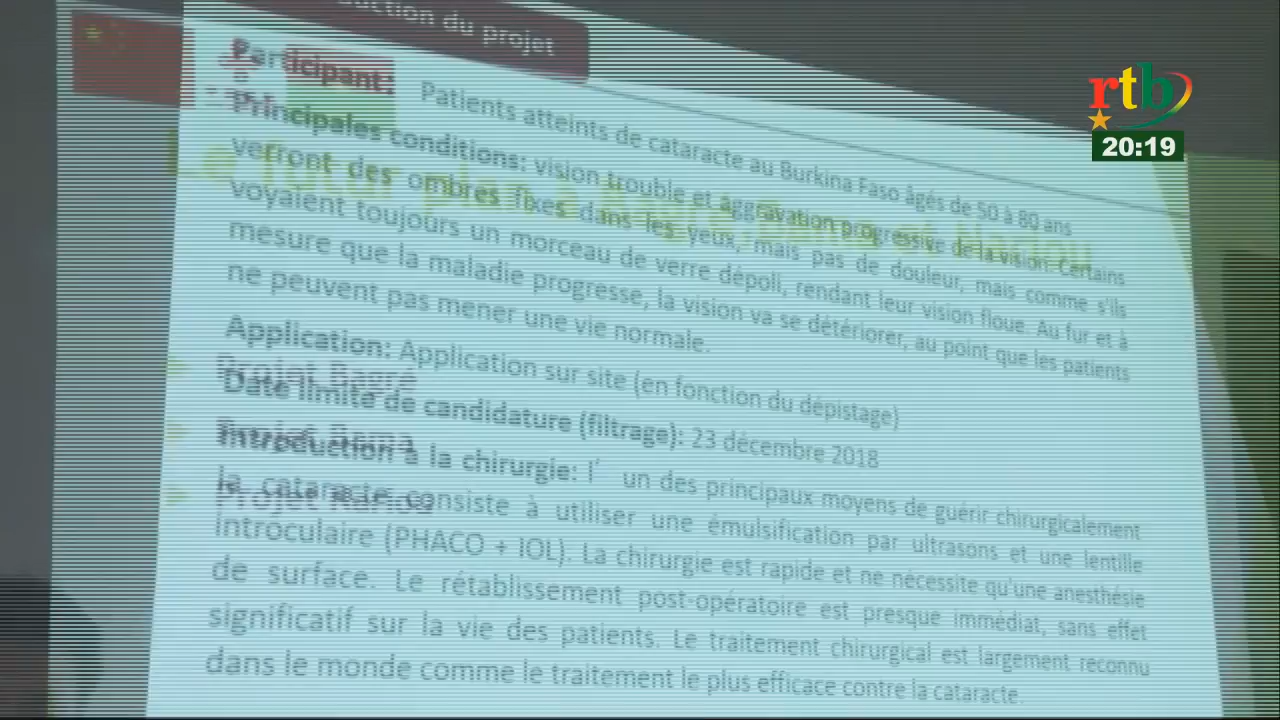 duction du projet
rtb
20:19
Participant: Patients atteints de cataracte au Burkina Faso âgés de 50 à 80 ans
Principales conditions: vision trouble et aggravation progressive de la vision. Certains
verront des ombres fixes dans les yeux, mais pas de douleur, mais comme s'ils
voyaient toujours un morceau de verre dépoli, rendant leur vision floue. Au fur et à
mesure que la maladie progresse, la vision va se détériorer, au point que les patients
ne peuvent pas mener une vie normale.
Application: Application sur site (en fonction du dépistage)
Projet Bagré
Date limite de candidature (filtrage): 23 décembre 2018
Projet Bama
Introduction à la chirurgie: l' un des principaux moyens de guérir chirurgicalement
Projet
la cataracte consiste à utiliser une émulsification par ultrasons et une lentille
introculaire (PHACO + IOL). La chirurgie est rapide et ne nécessite qu'une anesthésie
de surface. Le rétablissement post-opératoire est presque immédiat, sans effet
significatif sur la vie des patients. Le traitement chirurgical est largement reconnu
dans le monde comme le traitement le plus efficace contre la cataracte.